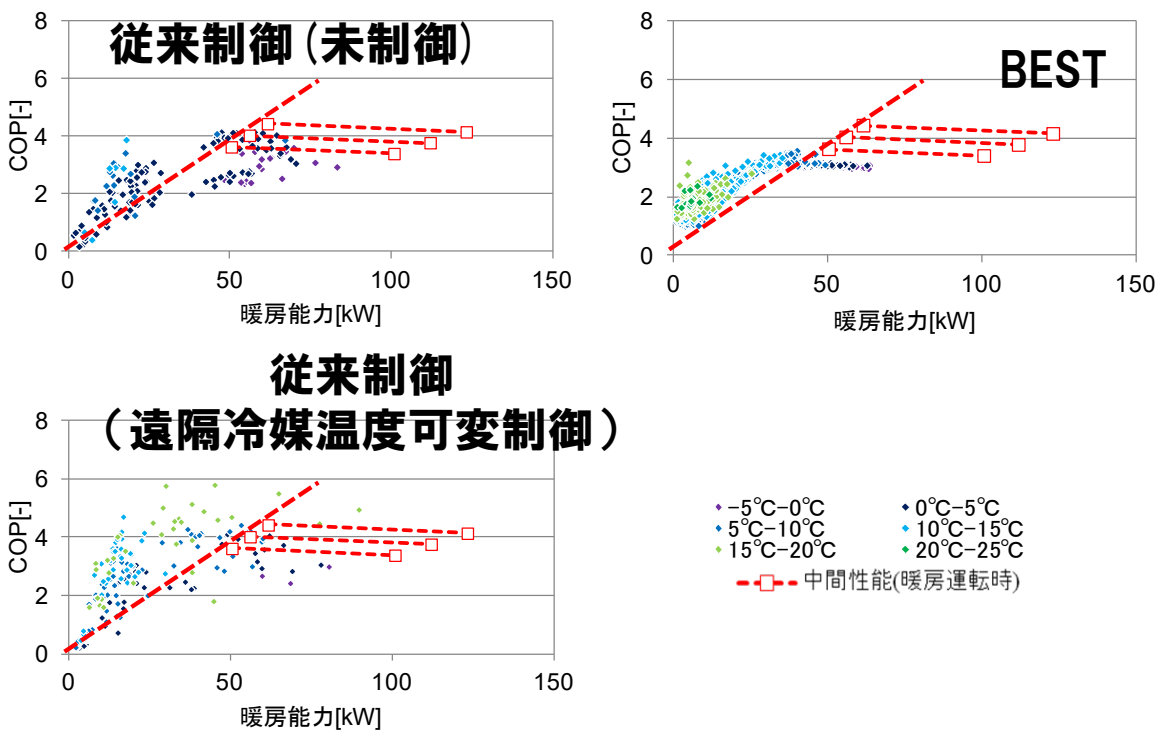 従来制御(未制御)
8
6
4
2
0
COP[-]
0 50 100 150
暖房能力[kW]
BEST
8
6
4
2
0
COP[-]
0 50 100 150
暖房能力[kW]
従来制御
(遠隔冷媒温度可変制御)
8
6
4
2
0
COP[-]
0 50 100 150
暖房能力[kW]
-5℃-0℃ 0℃-5℃
5℃-10℃ 10℃-15℃
15℃-20℃ 20℃-25℃
中間性能(暖房運転時)